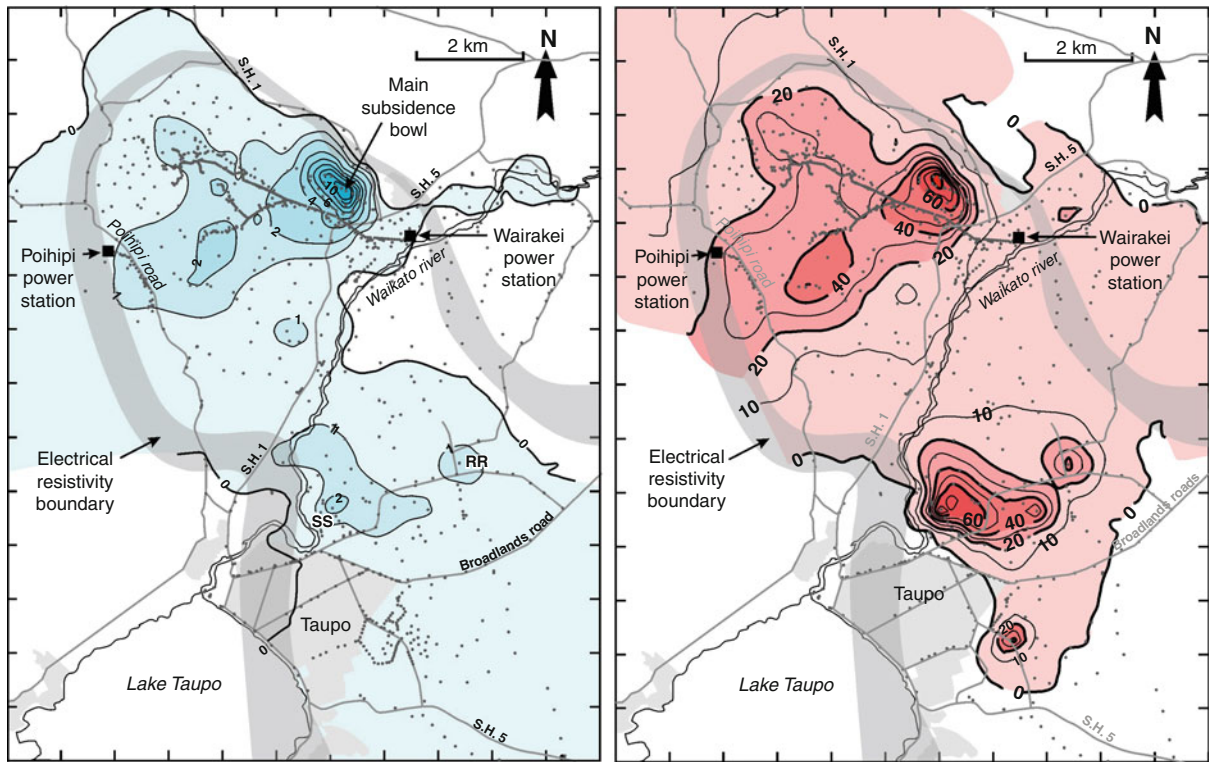 2 km
N
S.H. 1
Main
subsidence
bowl
0
10
4
6
2
S.H. 5
2
Poihipi road
Poihipi
power
station
Wairakei
power
station
Waikato river
1
1
1
0
Electrical
resistivity
boundary
S.H. 1
1
RR
0
2
SS
Broadlands road
Taupo
0
Lake Taupo
S.H. 5
2 km
N
S.H. 1
20
0
S.H. 5
60
0
40
20
Poihipi road
Poihipi
power
station
Wairakei
power
station
Waikato river
40
20
10
10
S.H. 1
0
Electrical
resistivity
boundary
0
0
60
40
20
10
Broadlands roads
Taupo
20
10
0
Lake Taupo
S.H. 5